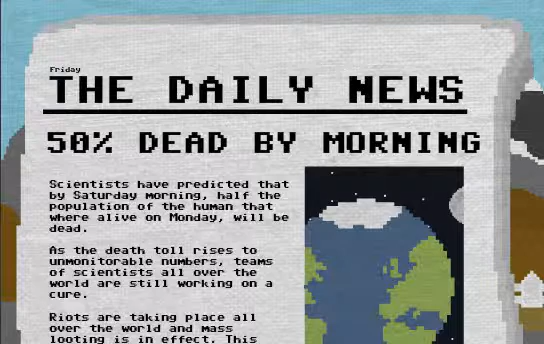 Friday
THE DAILY NEWS
50% DEAD BY MORNING
Scientists have predicted that
by Saturday morning, half the
population of the human that
where alive on Monday, will be
dead.
As the death toll rises to
unmonitorable numbers, teams
of scientists all over the
world are still working on a
cure.
Riots are taking place all
over the world and mass
looting is in effect. This